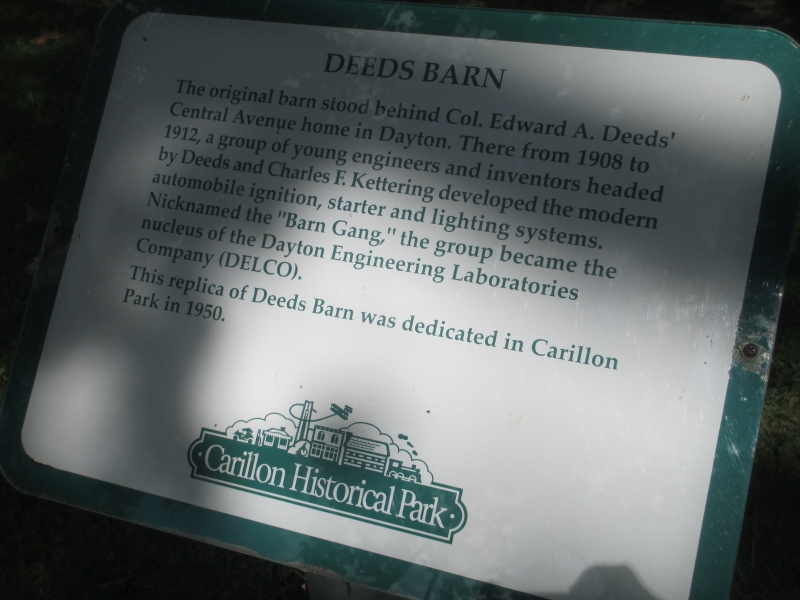 DEEDS BARN
The original barn stood behind Col. Edward A. Deeds'
Central Avenue home in Dayton. There from 1908 to
1912, a group of young engineers and inventors headed
by Deeds and Charles F. Kettering developed the modern
automobile ignition, starter and lighting systems.
Nicknamed the "Barn Gang," the group became the
nucleus of the Dayton Engineering Laboratories
Company (DELCO).
This replica of Deeds Barn was dedicated in Carillon
Park in 1950.
Carillon Historical Park